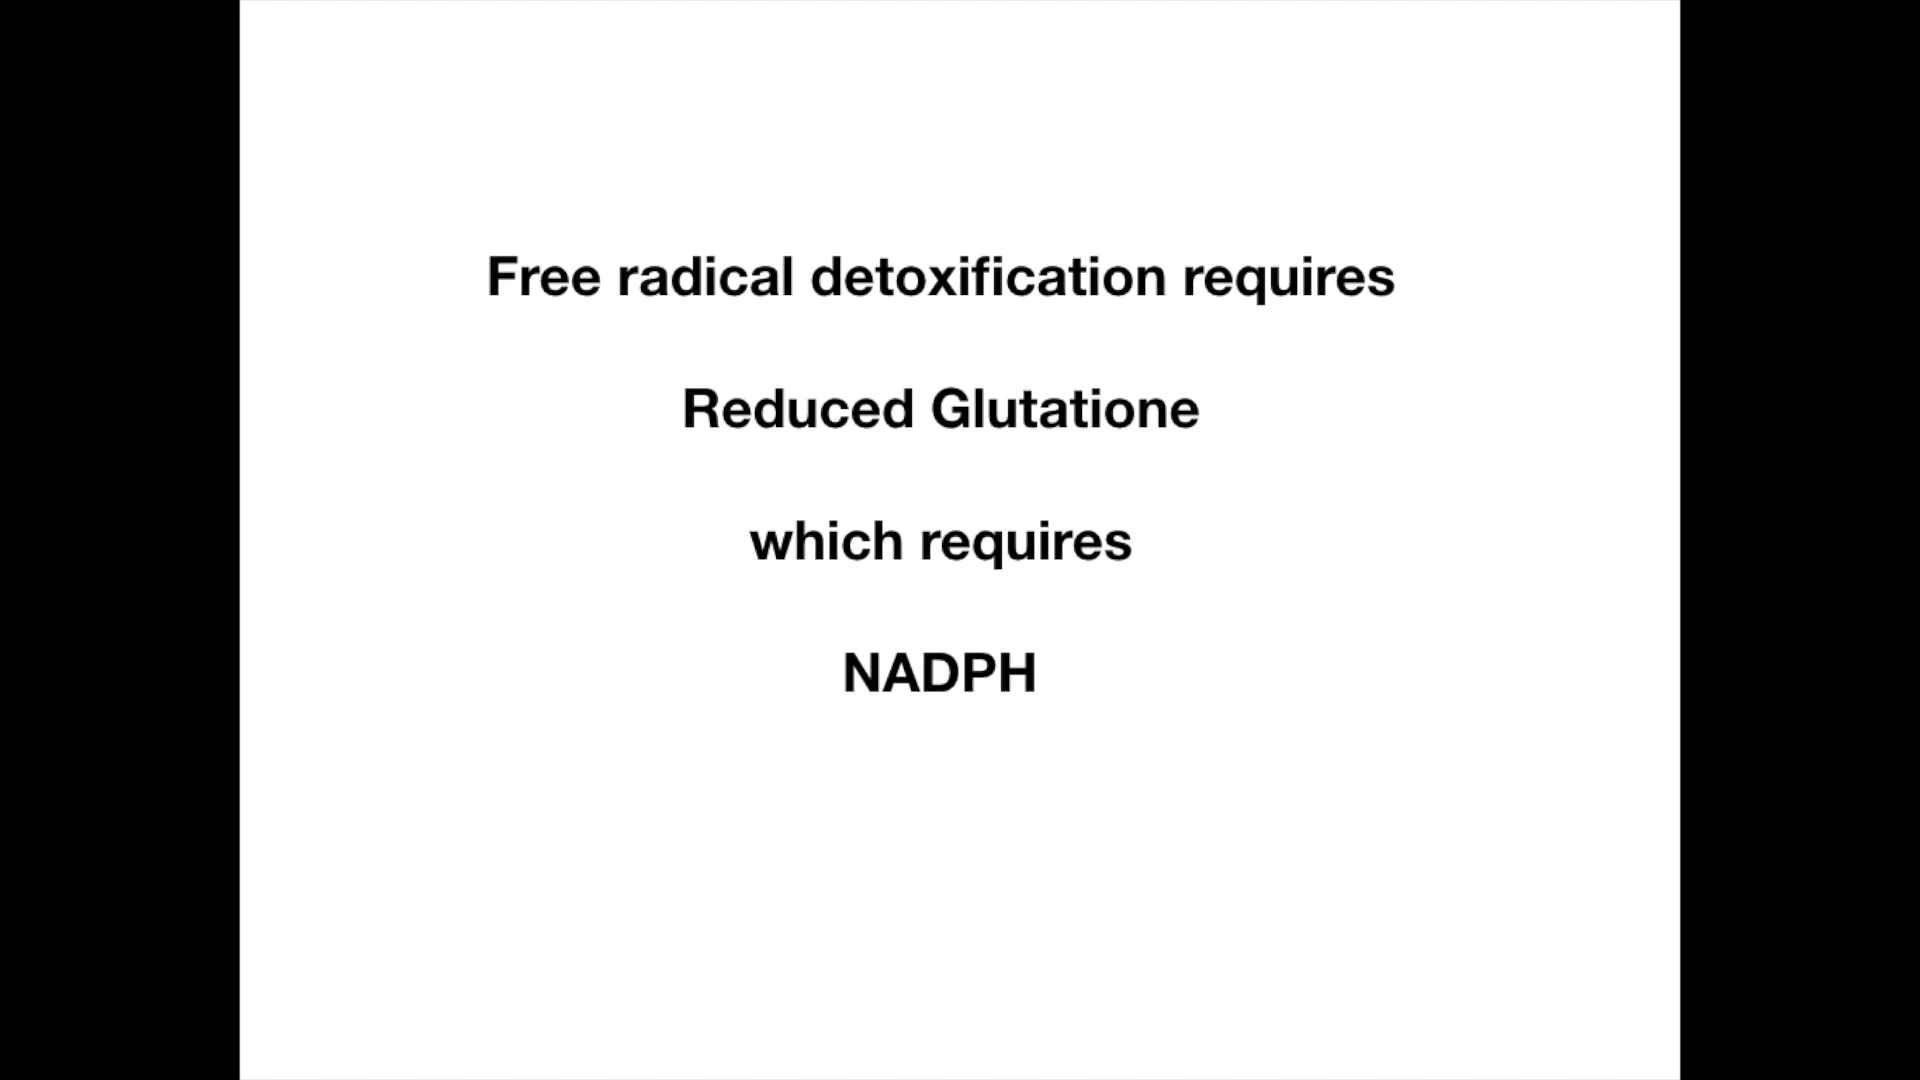 Free radical detoxification requires
Reduced Glutatione
which requires
NADPH